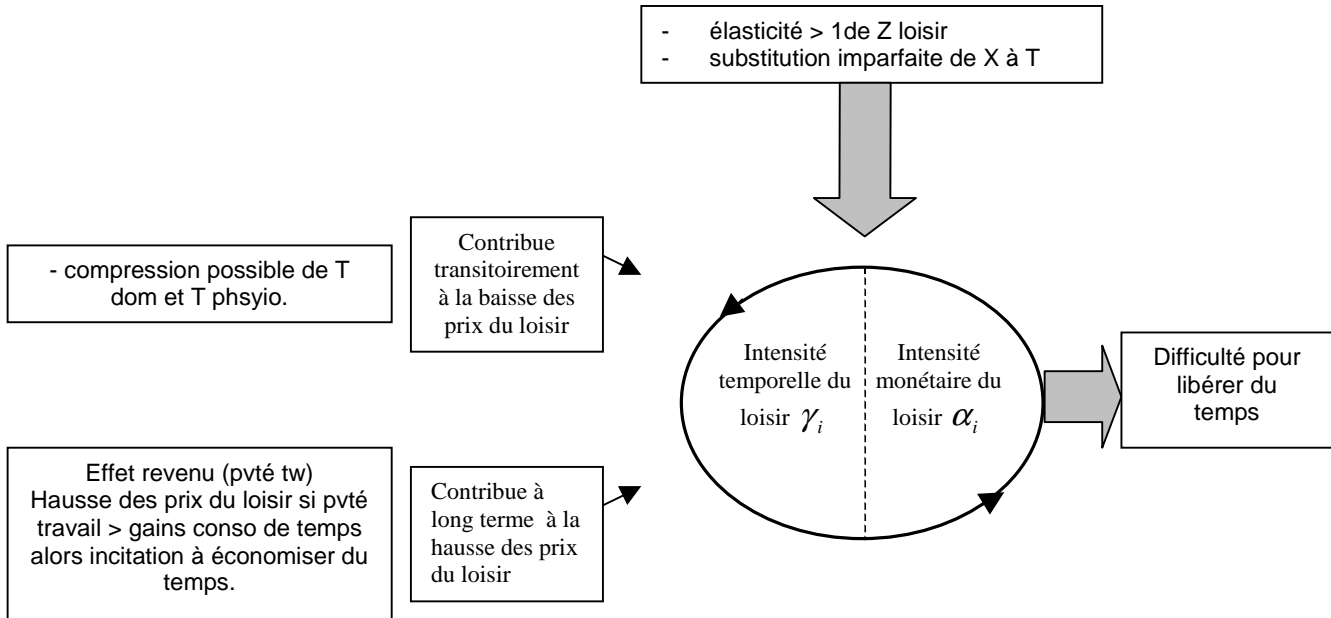 - élasticité > 1de Z loisir
- substitution imparfaite de X à T
- compression possible de T
dom et T phsyio.
Contribue
transitoirement
à la baisse des
prix du loisir
Intensité
temporelle du
loisir γi
Intensité
monétaire du
loisir αi
Difficulté pour
libérer du
temps
Effet revenu (pvté tw)
Hausse des prix du loisir si pvté
travail > gains conso de temps
alors incitation à économiser du
temps.
Contribue à
long terme à la
hausse des prix
du loisir